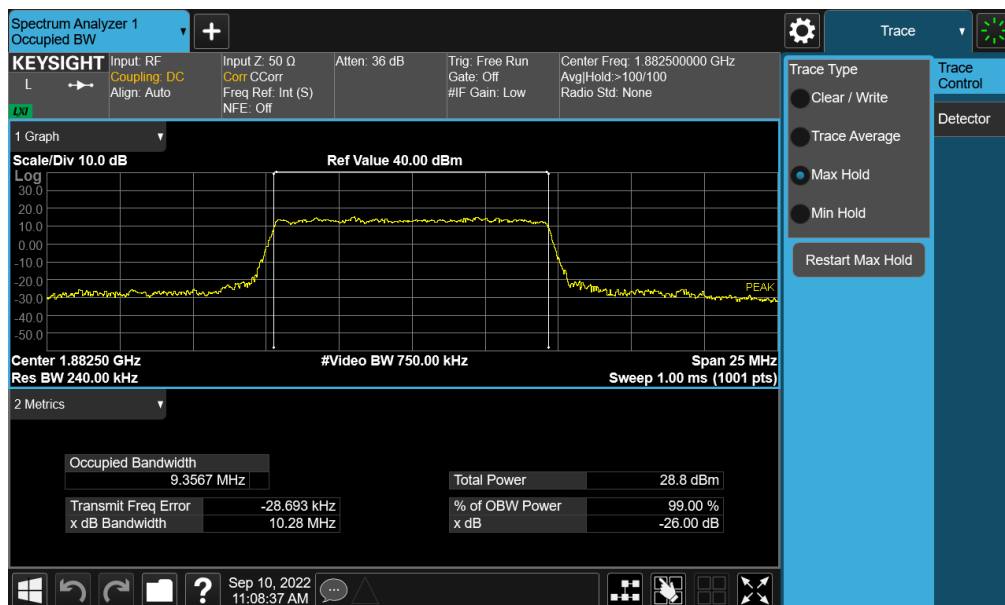 Spectrum Analyzer 1
Occupied BW
+
Trace
KEYSIGHT
L
LXI
Input: RF
Coupling: DC
Align: Auto
Input Z: 50 Ω
Corr CCorr
Freq Ref: Int (S)
NFE: Off
Atten: 36 dB
Trig: Free Run
Gate: Off
#IF Gain: Low
Center Freq: 1.882500000 GHz
Avg|Hold:>100/100
Radio Std: None
Trace Type
Clear / Write
Trace Average
Max Hold
Min Hold
Restart Max Hold
Trace
Control
Detector
1 Graph
Scale/Div 10.0 dB
Ref Value 40.00 dBm
Log
30.0
20.0
10.0
0.00
-10.0
-20.0
-30.0
-40.0
-50.0
PEAK
Center 1.88250 GHz
#Video BW 750.00 kHz
Span 25 MHz
Res BW 240.00 kHz
Sweep 1.00 ms (1001 pts)
2 Metrics
Occupied Bandwidth
9.3567 MHz
Total Power 28.8 dBm
Transmit Freq Error -28.693 kHz
% of OBW Power 99.00 %
x dB Bandwidth 10.28 MHz
x dB -26.00 dB
?
Sep 10, 2022
11:08:37 AM